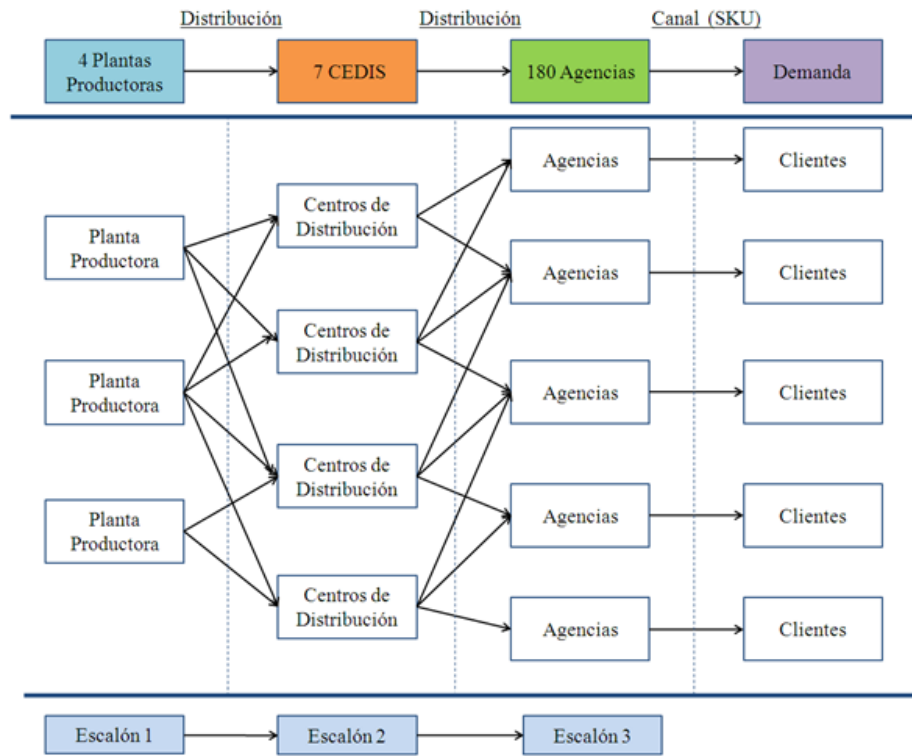 Distribución
Distribución
Canal (SKU)
4 Plantas
Productoras
7 CEDIS
180 Agencias
Demanda
Agencias
Clientes
Centros de
Distribución
Planta
Productora
Agencias
Clientes
Centros de
Distribución
Planta
Productora
Agencias
Clientes
Centros de
Distribución
Planta
Productora
Agencias
Clientes
Centros de
Distribución
Agencias
Clientes
Escalón 1
Escalón 2
Escalón 3